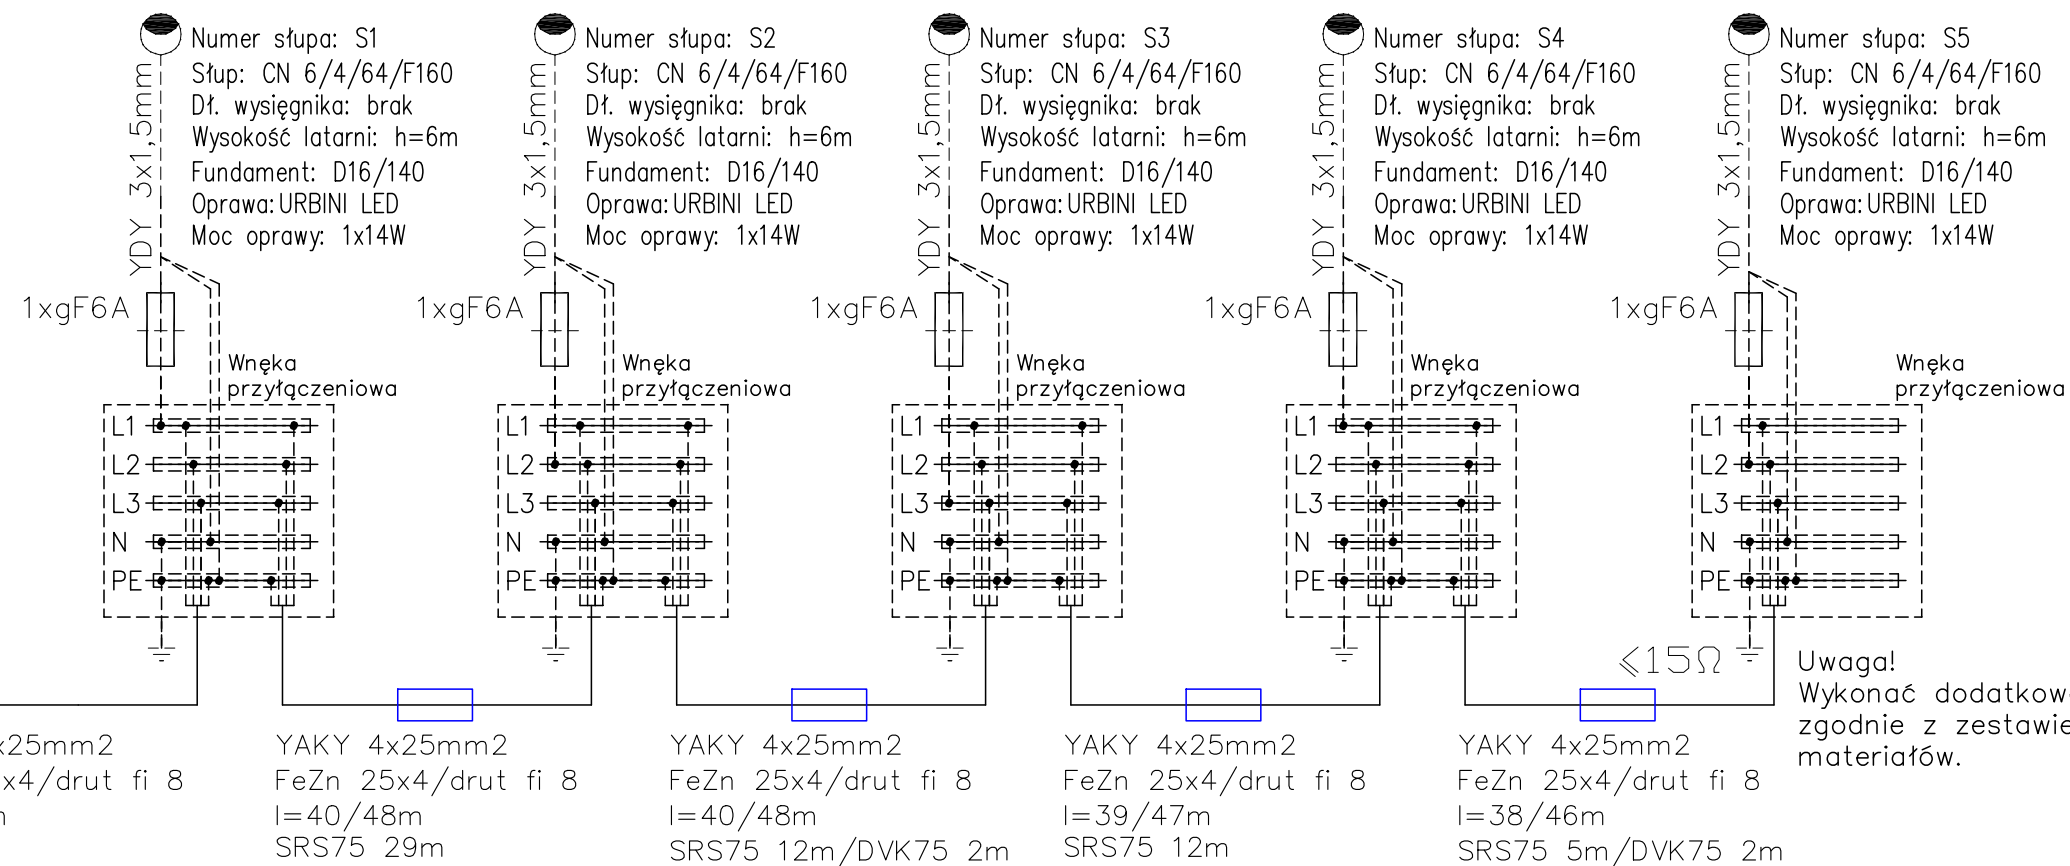 Numer słupa: S1
Słup: CN 6/4/64/F160
Dł. wysięgnika: brak
Wysokość latarni: h=6m
Fundament: D16/140
Oprawa: URBINI LED
Moc oprawy: 1x14W
YDY 3x1,5mm
1xgF6A
Wnęka
przyłączeniowa
L1
L2
L3
N
PE
Numer słupa: S2
Słup: CN 6/4/64/F160
Dł. wysięgnika: brak
Wysokość latarni: h=6m
Fundament: D16/140
Oprawa: URBINI LED
Moc oprawy: 1x14W
YDY 3x1,5mm
1xgF6A
Wnęka
przyłączeniowa
L1
L2
L3
N
PE
Numer słupa: S3
Słup: CN 6/4/64/F160
Dł. wysięgnika: brak
Wysokość latarni: h=6m
Fundament: D16/140
Oprawa: URBINI LED
Moc oprawy: 1x14W
YDY 3x1,5mm
1xgF6A
Wnęka
przyłączeniowa
L1
L2
L3
N
PE
Numer słupa: S4
Słup: CN 6/4/64/F160
Dł. wysięgnika: brak
Wysokość latarni: h=6m
Fundament: D16/140
Oprawa: URBINI LED
Moc oprawy: 1x14W
YDY 3x1,5mm
1xgF6A
Wnęka
przyłączeniowa
L1
L2
L3
N
PE
Numer słupa: S5
Słup: CN 6/4/64/F160
Dł. wysięgnika: brak
Wysokość latarni: h=6m
Fundament: D16/140
Oprawa: URBINI LED
Moc oprawy: 1x14W
YDY 3x1,5mm
1xgF6A
Wnęka
przyłączeniowa
L1
L2
L3
N
PE
≤15Ω
Uwaga!
Wykonać
zgodnie z
materiałów.
x25mm2
x4/drut fi 8
YAKY 4x25mm2
FeZn 25x4/drut fi 8
l=40/48m
SRS75 29m
YAKY 4x25mm2
FeZn 25x4/drut fi 8
l=40/48m
SRS75 12m/DVK75 2m
YAKY 4x25mm2
FeZn 25x4/drut fi 8
l=39/47m
SRS75 12m
YAKY 4x25mm2
FeZn 25x4/drut fi 8
l=38/46m
SRS75 5m/DVK75 2m